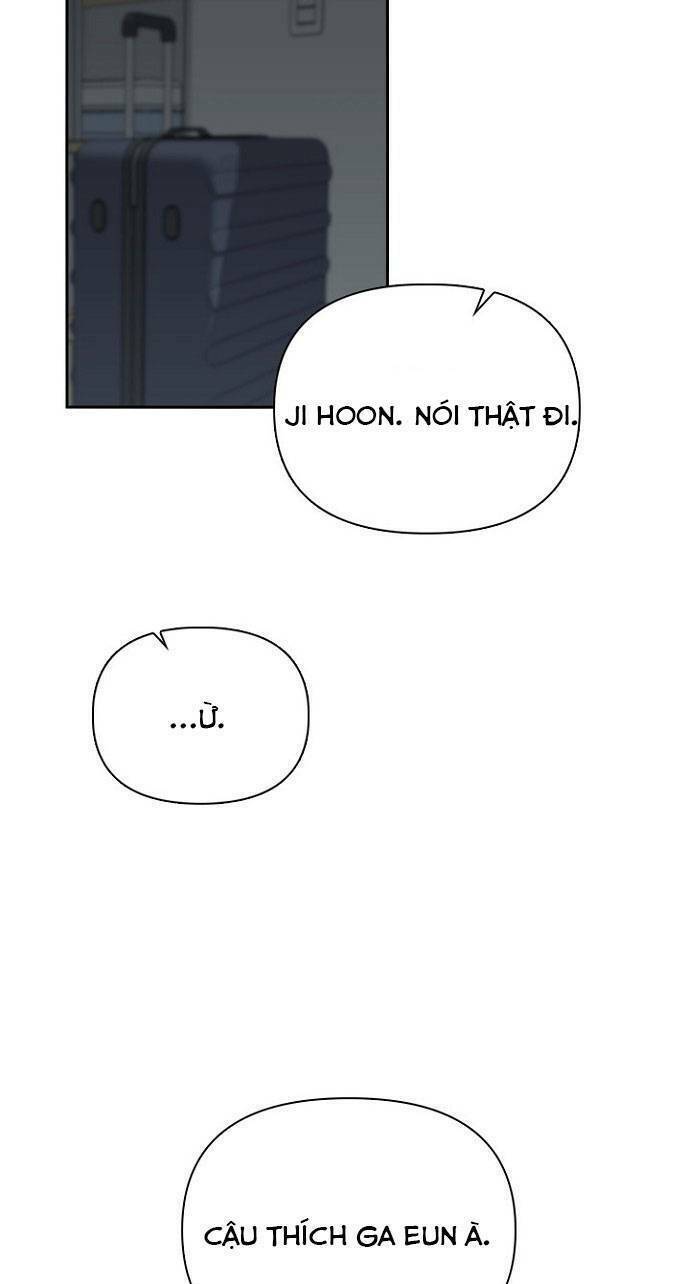 JI HOON. NÓI THẬT ĐI.
...Ừ.
CẬU THÍCH GA EUN À.